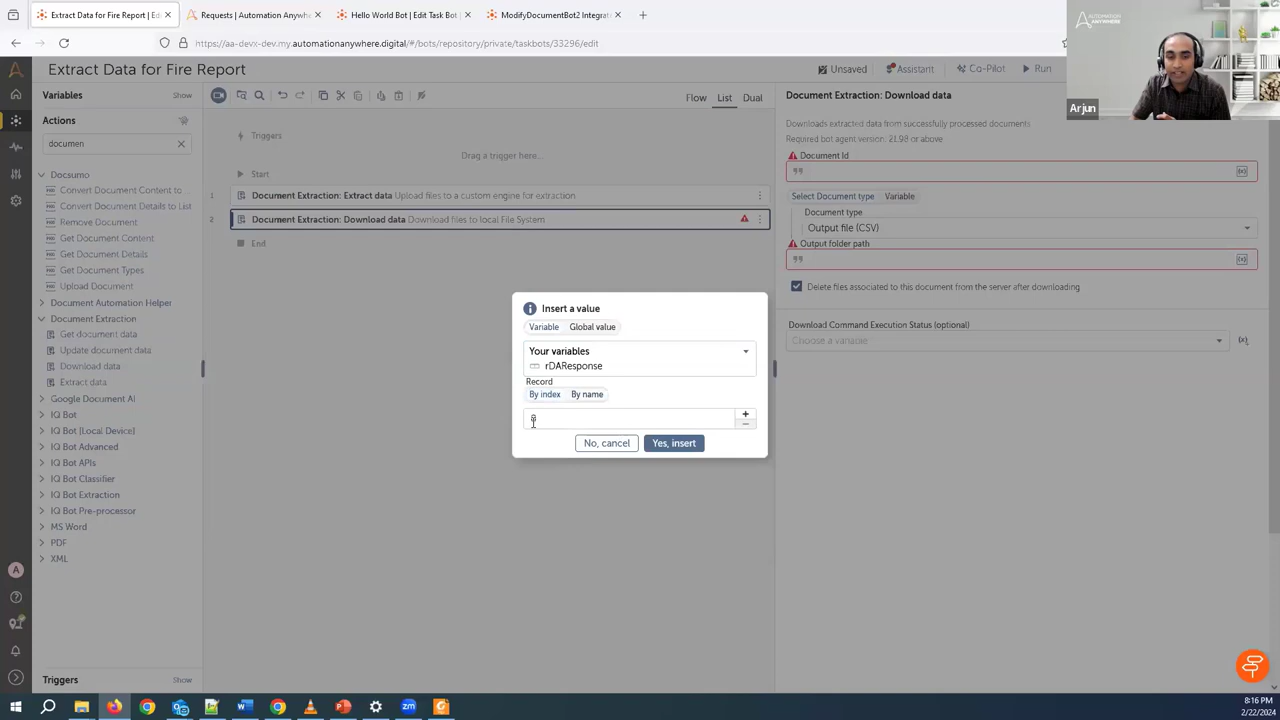 Extract Data for Fire Report | Edi
Requests | Automation Anywhe
Hello World Bot | Edit Task Bot |
ModifyDocumentBot2 Integrat
https://aa-devx-dev.my.automationanywhere.digital/#/bots/repository/private/taskbots/33296/edit
AUTOMATION
ANYWHERE
Extract Data for Fire Report
Unsaved
Assistant
Co-Pilot
Run
Variables
Show
Flow
List
Dual
Document Extraction: Download data
Arjun
Actions
Downloads extracted data from successfully processed documents
Required bot agent version: 21.98 or above
documen
Triggers
Drag a trigger here...
Document Id
Docsumo
Start
Convert Document Content to
1
Document Extraction: Extract data Upload files to a custom engine for extraction
Select Document type
Variable
Convert Document Details to List
Document type
Remove Document
2
Document Extraction: Download data Download files to local File System
Output file (CSV)
Get Document Content
End
Output folder path
Get Document Details
Get Document Types
Upload Document
Delete files associated to this document from the server after downloading
Document Automation Helper
Document Extraction
Insert a value
Download Command Execution Status (optional)
Get document data
Variable
Global value
Choose a variable
Update document data
Your variables
Download data
rDAResponse
Extract data
Record
Google Document AI
By index
By name
IQ Bot
IQ Bot [Local Device]
IQ Bot Advanced
No, cancel
Yes, insert
IQ Bot APIs
IQ Bot Classifier
IQ Bot Extraction
IQ Bot Pre-processor
MS Word
PDF
XML
A
Triggers
Show
8:16 PM
2/22/2024